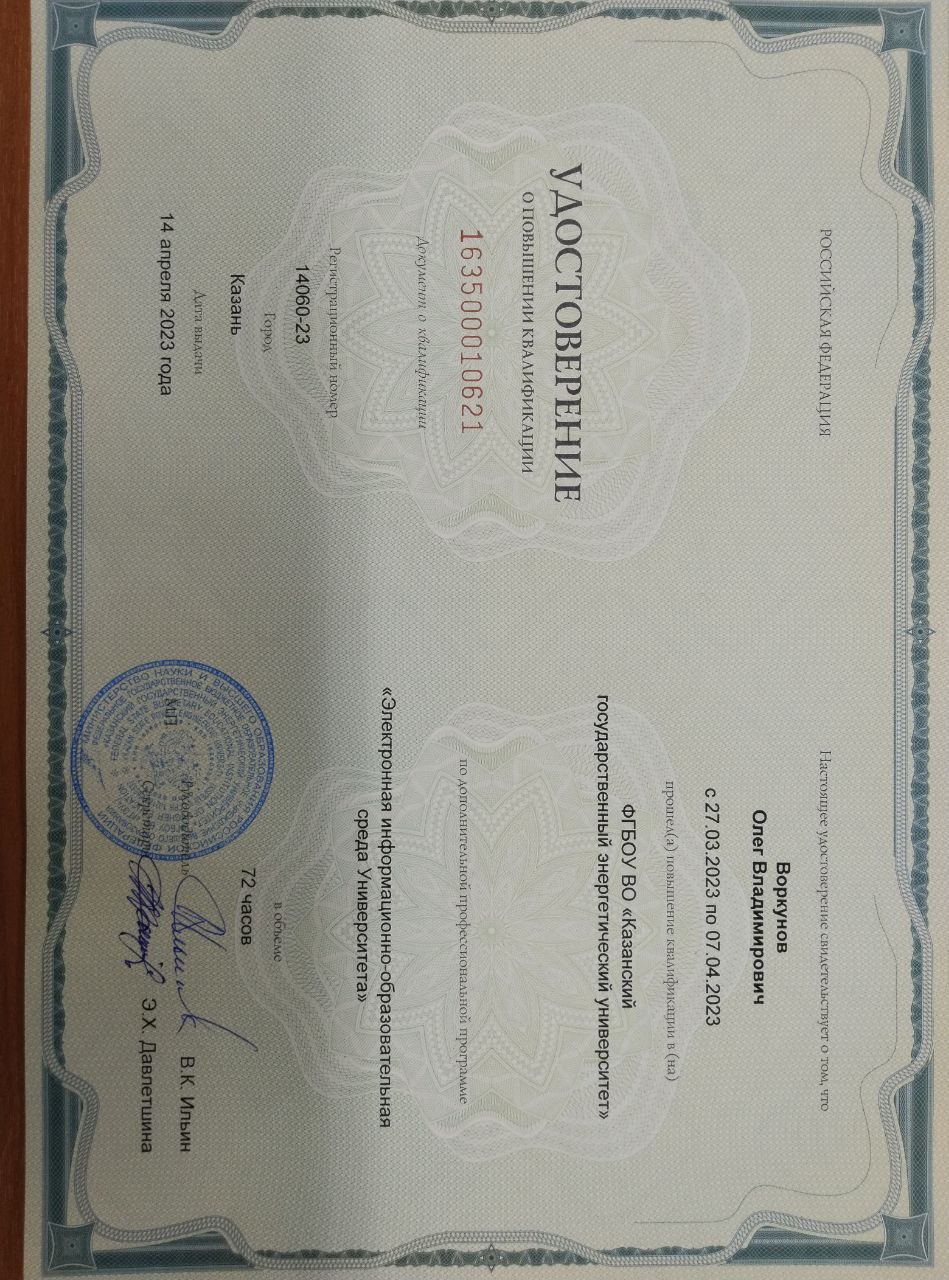 РОССИЙСКАЯ ФЕДЕРАЦИЯ
УДОСТОВЕРЕНИЕ
О ПОВЫШЕНИИ КВАЛИФИКАЦИИ
163500010621
Документ о квалификации
Регистрационный номер
14060-23
Город
Казань
Дата выдачи
14 апреля 2023 года
Настоящее удостоверение свидетельствует о том, что
Воркунов
Олег Владимирович
с 27.03.2023 по 07.04.2023
прошел(а) повышение квалификации в (на)
ФГБОУ ВО «Казанский
государственный энергетический университет»
по дополнительной профессиональной программе
«Электронная информационно-образовательная
среда Университета»
в объеме
72 часов
М.П.
Руководитель
В.К. Ильин
Секретарь
Э.Х. Давлетшина